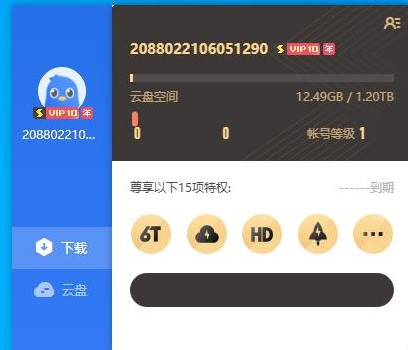 2088022106051290 S VIP10 年
云盘空间 12.49GB / 1.20TB
0 0 帐号等级 1
VIP10 年
208802210...
尊享以下15项特权: ------到期
6T HD ...
下载
云盘